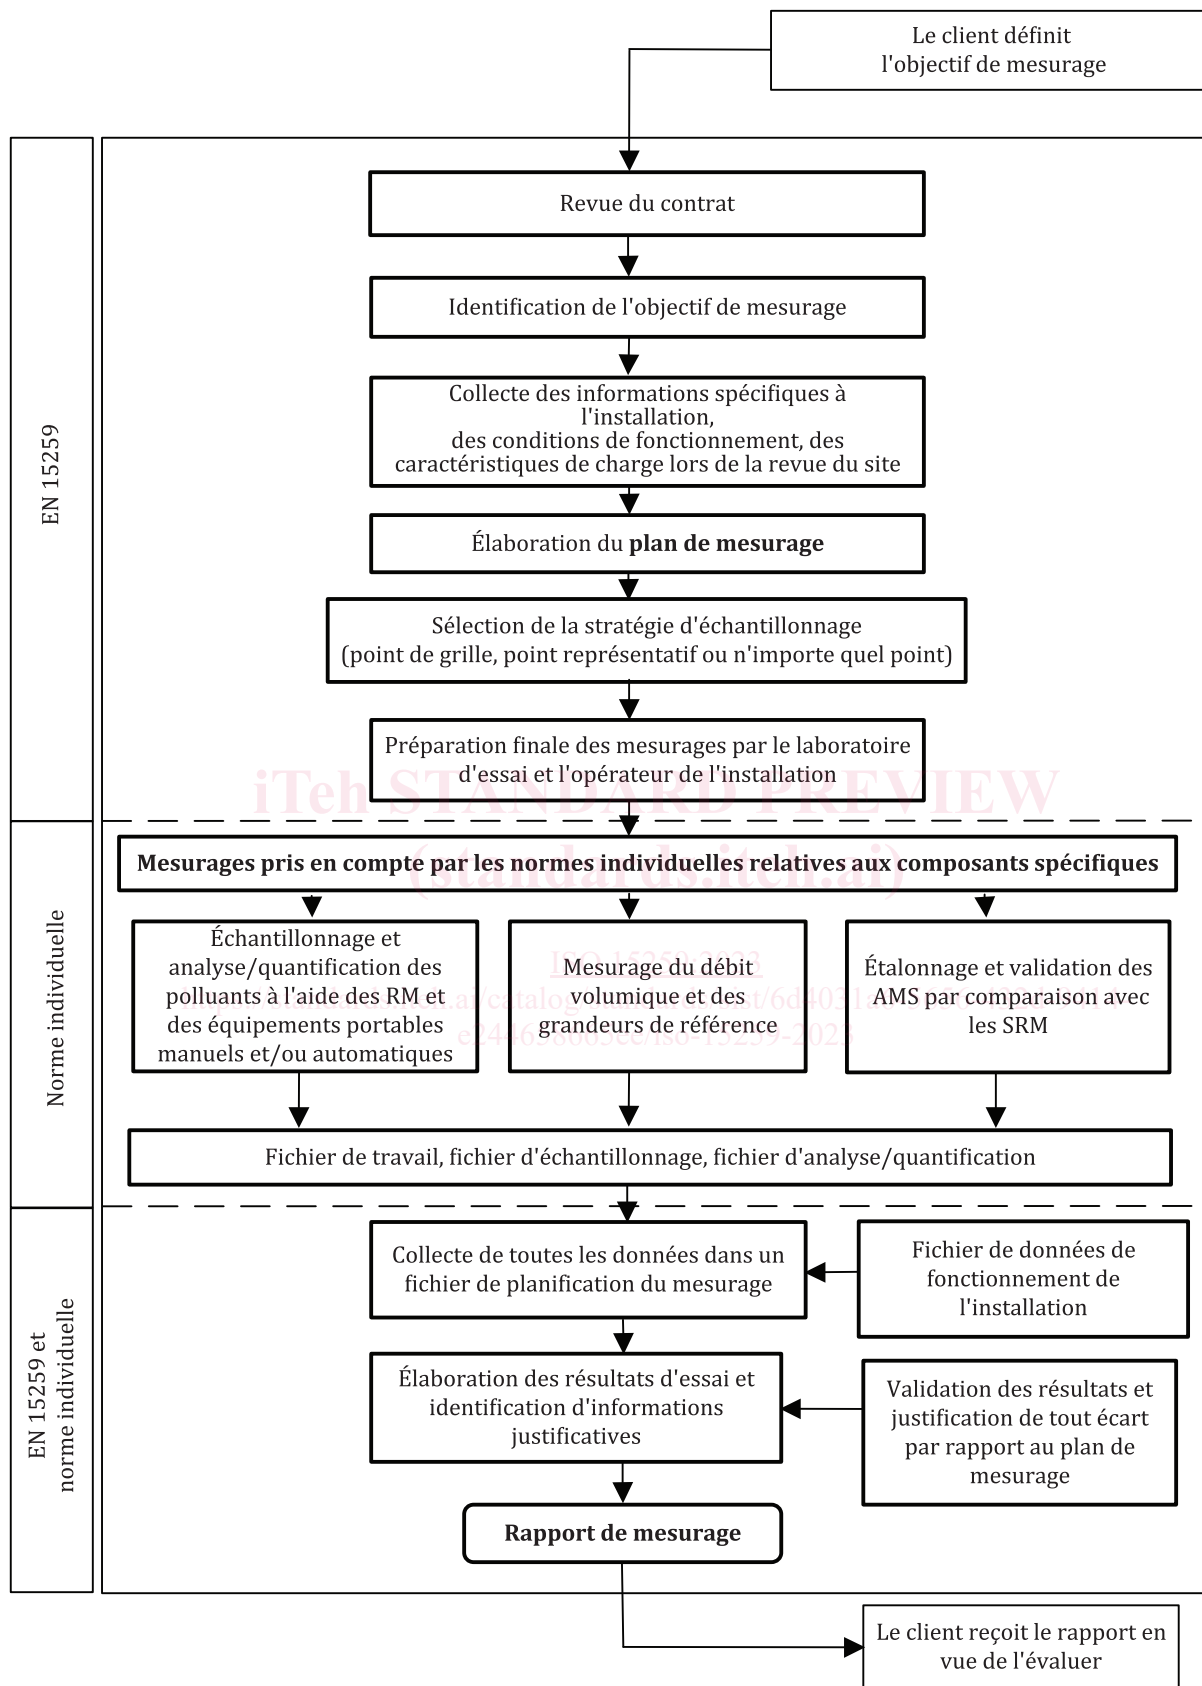 Le client définit
l'objectif de mesurage
EN 15259
Revue du contrat
Identification de l'objectif de mesurage
Collecte des informations spécifiques à
l'installation,
des conditions de fonctionnement, des
caractéristiques de charge lors de la revue du site
Élaboration du plan de mesurage
Sélection de la stratégie d'échantillonnage
(point de grille, point représentatif ou n'importe quel point)
Préparation finale des mesurages par le laboratoire
d'essai et l'opérateur de l'installation
iTeh STANDARD PREVIEW
(standards.iteh.ai)
Norme individuelle
Mesurages pris en compte par les normes individuelles relatives aux composants spécifiques
Échantillonnage et
analyse/quantification des
polluants à l'aide des RM et
des équipements portables
manuels et/ou automatiques
ISO 15259:2023
Mesurage du débit
volumique et des
grandeurs de référence
Étalonnage et validation des
AMS par comparaison avec
les SRM
Fichier de travail, fichier d'échantillonnage, fichier d'analyse/quantification
EN 15259 et
norme individuelle
Collecte de toutes les données dans un
fichier de planification du mesurage
Fichier de données de
fonctionnement de
l'installation
Élaboration des résultats d'essai et
identification d'informations
justificatives
Validation des résultats et
justification de tout écart
par rapport au plan de
mesurage
Rapport de mesurage
Le client reçoit le rapport en
vue de l'évaluer